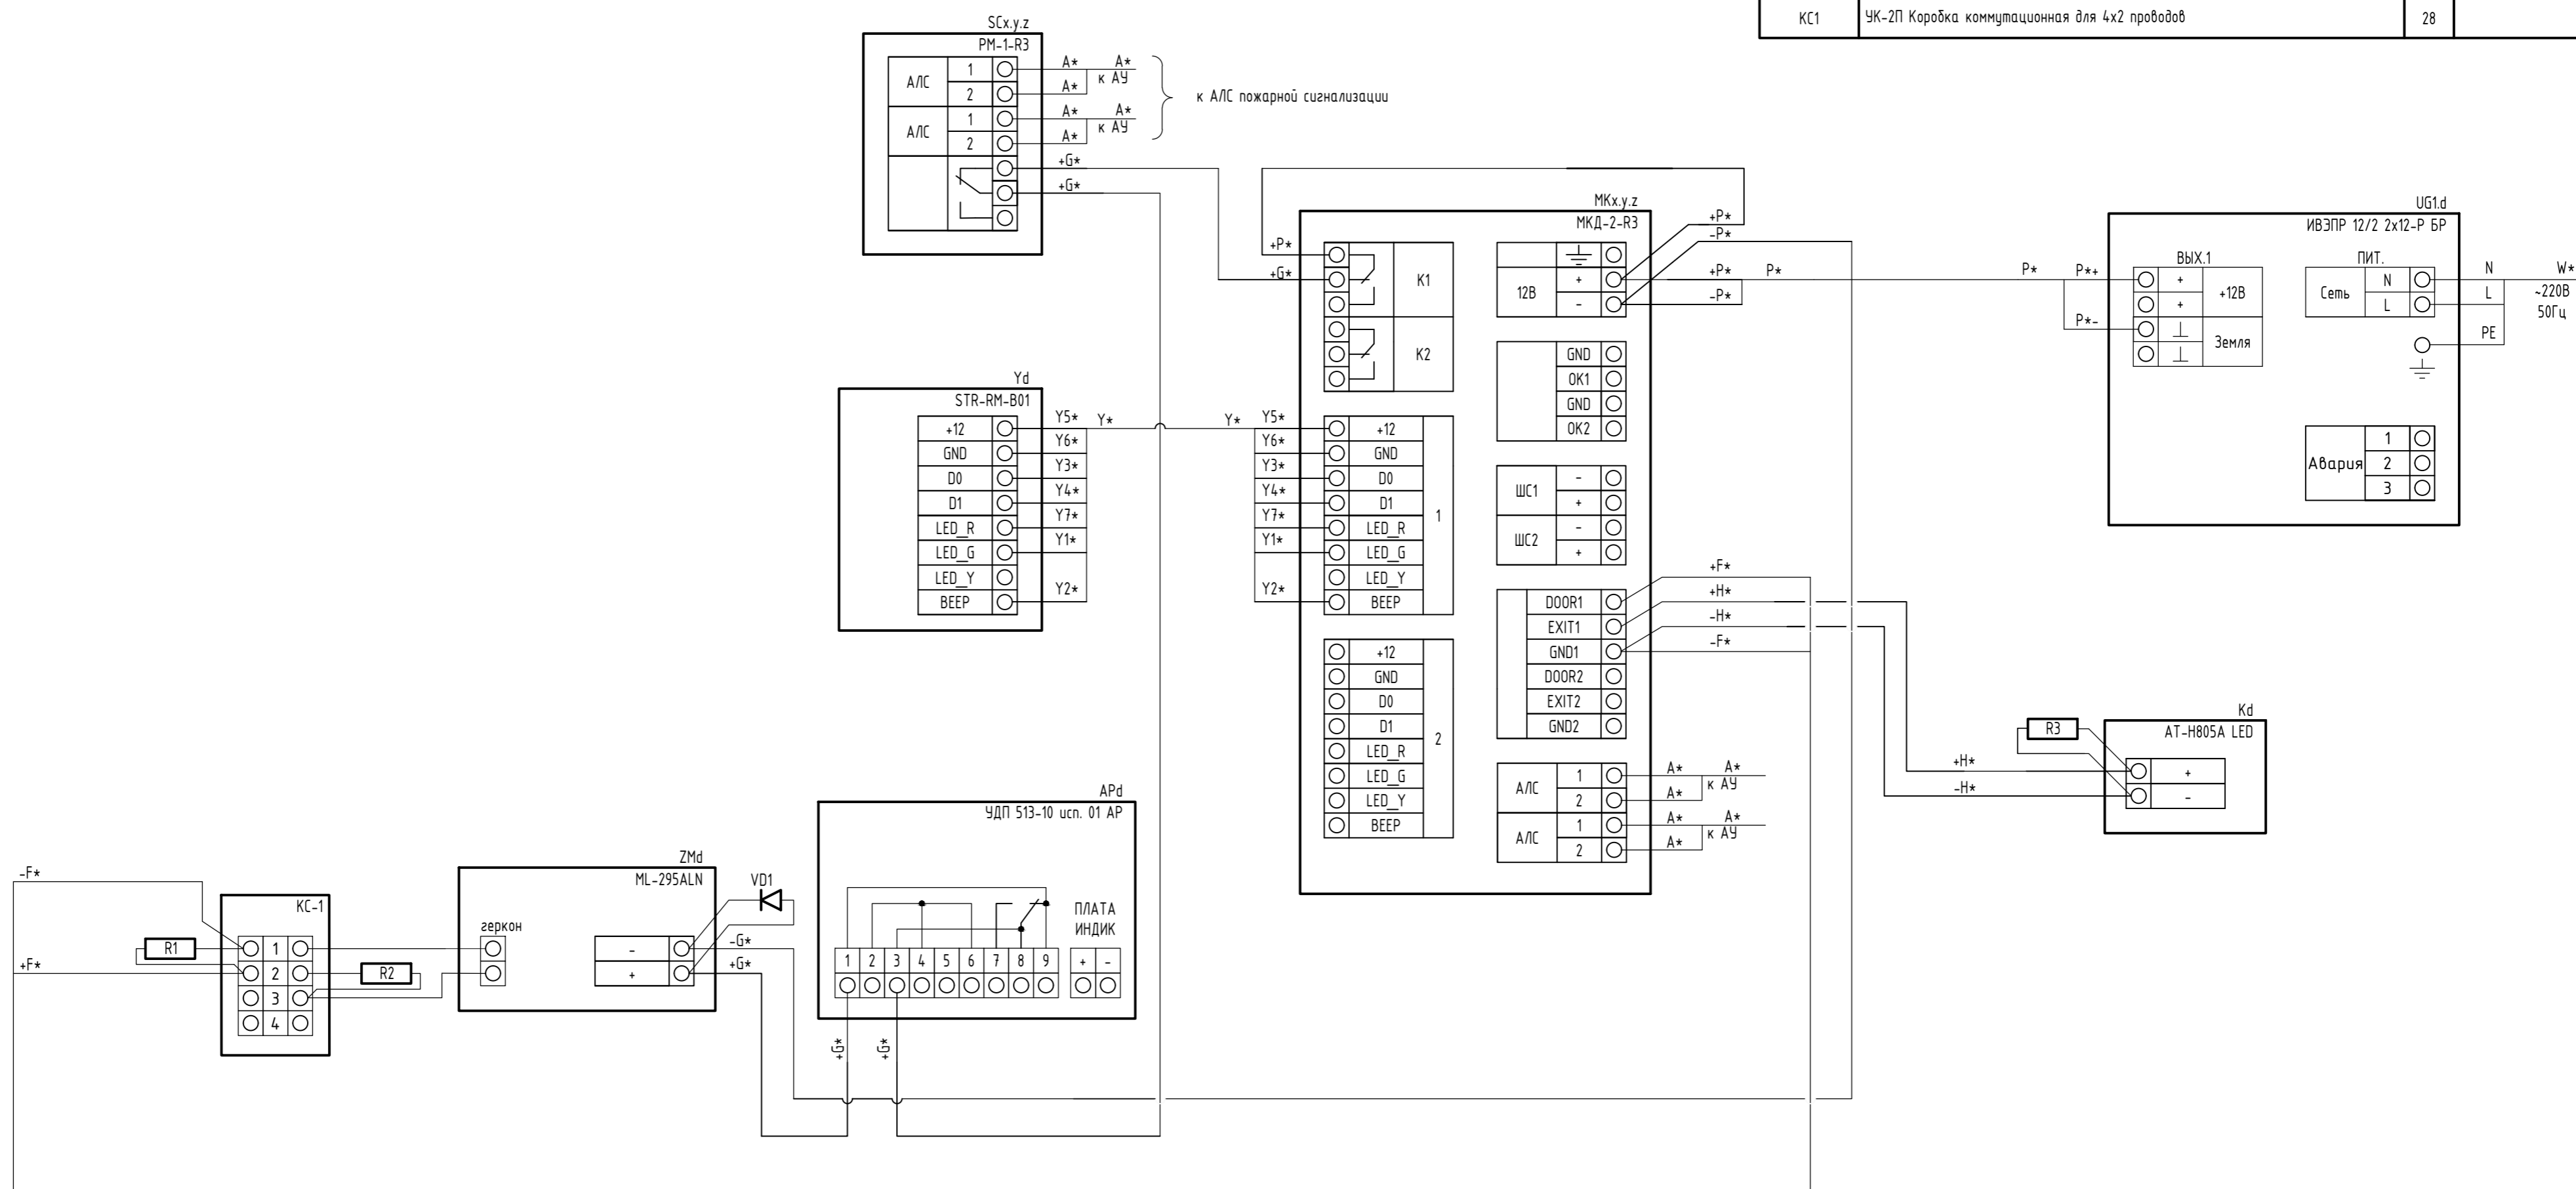 КС1 УК-2П Коробка коммутационная для 4х2 проводов 28
SCx.y.z
РМ-1-R3
АЛС 1 A* A*
к АУ
2 A*
АЛС 1 A* A*
к АУ
2 A*
к АЛС пожарной сигнализации
+G*
+G*
MKx.y.z
МКД-2-R3
+P*
+G*
К1
К2
12В
+
-
+P*
-P*
+P* P*
-P*
GND
OK1
GND
OK2
ШС1
-
+
ШС2
-
+
+F*
+H*
-H*
-F*
DOOR1
EXIT1
GND1
DOOR2
EXIT2
GND2
АЛС 1 A* A*
к АУ
2 A*
АЛС 1 A* A*
к АУ
2 A*
Y5*
Y* Y6*
Y3*
Y4*
Y7*
Y1*
Y2*
+12
GND
D0
D1
LED_R
LED_G
LED_Y
BEEP
1
+12
GND
D0
D1
LED_R
LED_G
LED_Y
BEEP
2
UG1.d
ИВЭПР 12/2 2х12-Р БР
P* P*+
P*-
ВЫХ.1
+
+
+12В
⊥
⊥
Земля
ПИТ.
Сеть
N
L
N
L
PE
W*
~220В
50Гц
Авария
1
2
3
Yd
STR-RM-B01
+12 Y5* Y*
GND Y6*
D0 Y3*
D1 Y4*
LED_R Y7*
LED_G Y1*
LED_Y
BEEP Y2*
Kd
AT-H805A LED
R3
+H*
-H*
+
-
APd
УДП 513-10 исп. 01 АР
ПЛАТА
ИНДИК
1 2 3 4 5 6 7 8 9 + -
+G* +G*
ZMd
ML-295ALN
VD1
геркон
-
+
-G*
+G*
-F*
+F*
КС-1
R1
R2
1
2
3
4